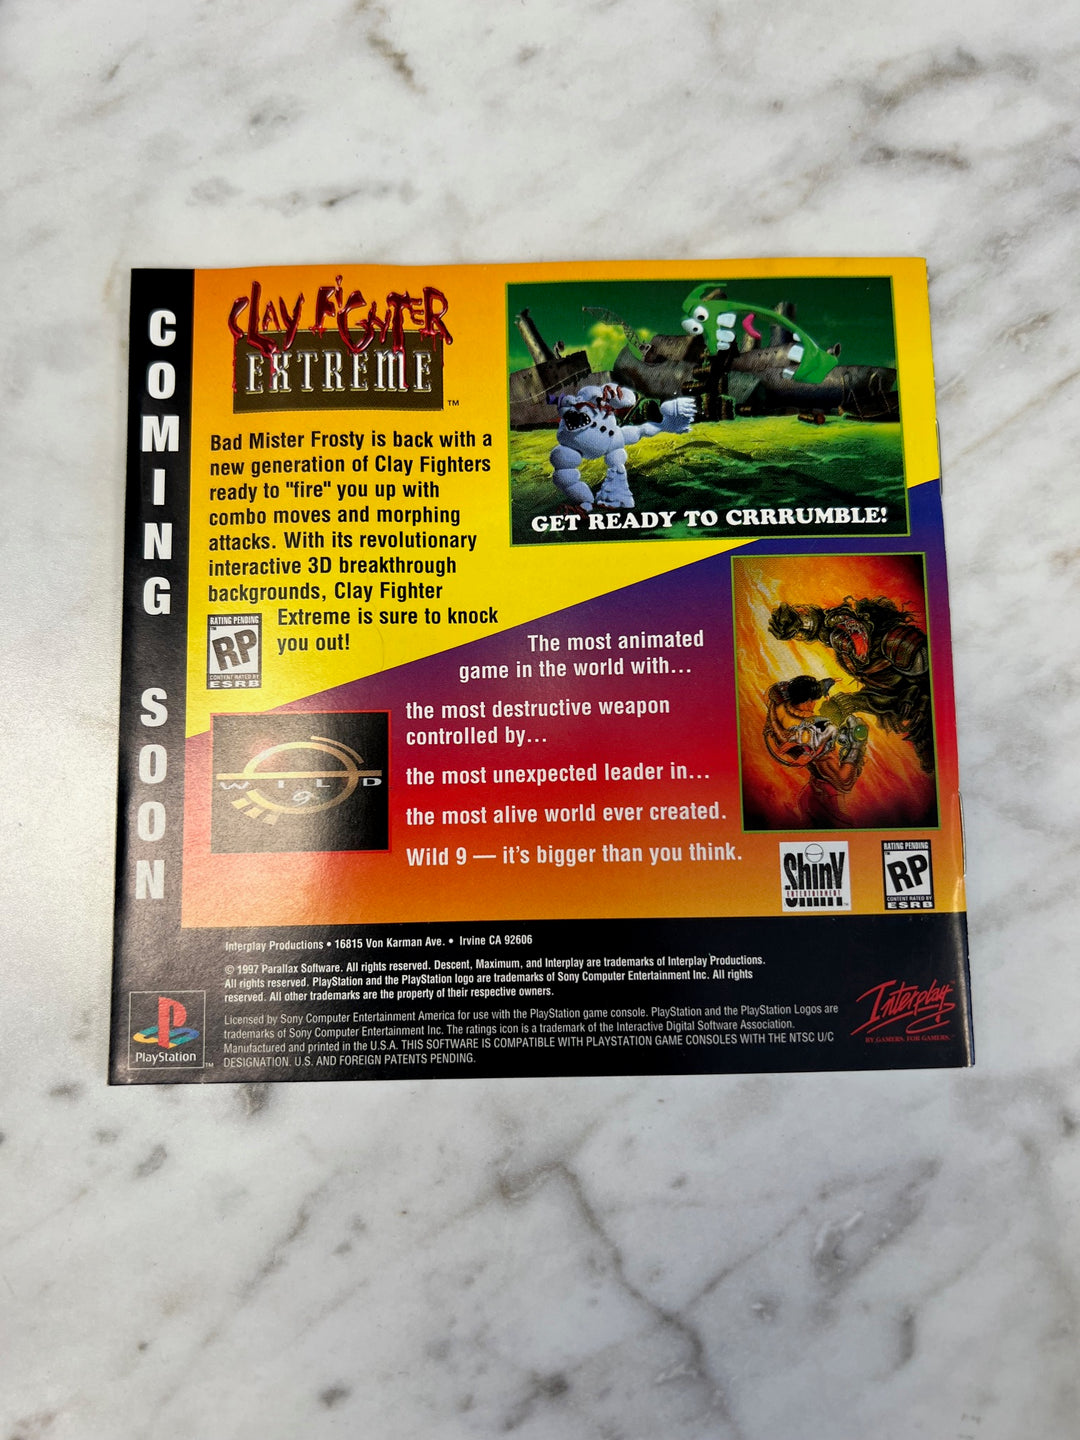 COMING SOON
CLAY FIGHTER
EXTREME™
Bad Mister Frosty is back with a
new generation of Clay Fighters
ready to "fire" you up with
combo moves and morphing
attacks. With its revolutionary
interactive 3D breakthrough
backgrounds, Clay Fighter
Extreme is sure to knock
you out!
RATING PENDING
RP
CONTENT RATED BY
ESRB
GET READY TO CRRRUMBLE!
The most animated
game in the world with...
the most destructive weapon
controlled by...
the most unexpected leader in...
the most alive world ever created.
Wild 9 — it's bigger than you think.
WILD
9
Shiny
ENTERTAINMENT
RATING PENDING
RP
CONTENT RATED BY
ESRB
Interplay Productions • 16815 Von Karman Ave. • Irvine CA 92606
© 1997 Parallax Software. All rights reserved. Descent, Maximum, and Interplay are trademarks of Interplay Productions.
All rights reserved. PlayStation and the PlayStation logo are trademarks of Sony Computer Entertainment Inc. All rights
reserved. All other trademarks are the property of their respective owners.
Licensed by Sony Computer Entertainment America for use with the PlayStation game console. PlayStation and the PlayStation Logos are
trademarks of Sony Computer Entertainment Inc. The ratings icon is a trademark of the Interactive Digital Software Association.
Manufactured and printed in the U.S.A. THIS SOFTWARE IS COMPATIBLE WITH PLAYSTATION GAME CONSOLES WITH THE NTSC U/C
DESIGNATION. U.S. AND FOREIGN PATENTS PENDING.
PlayStation™
Interplay™
BY GAMERS. FOR GAMERS.™